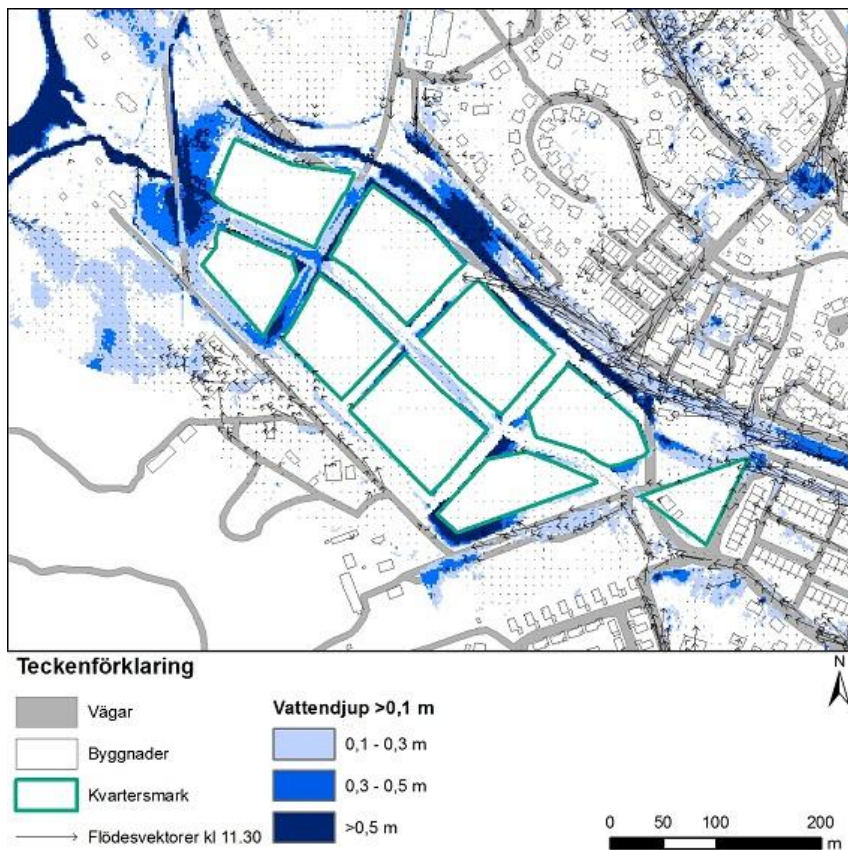 N
Teckenförklaring
Vägar
Byggnader
Kvartersmark
Flödesvektorer kl 11.30
Vattendjup >0,1 m
0,1 - 0,3 m
0,3 - 0,5 m
>0,5 m
0 50 100 200
m